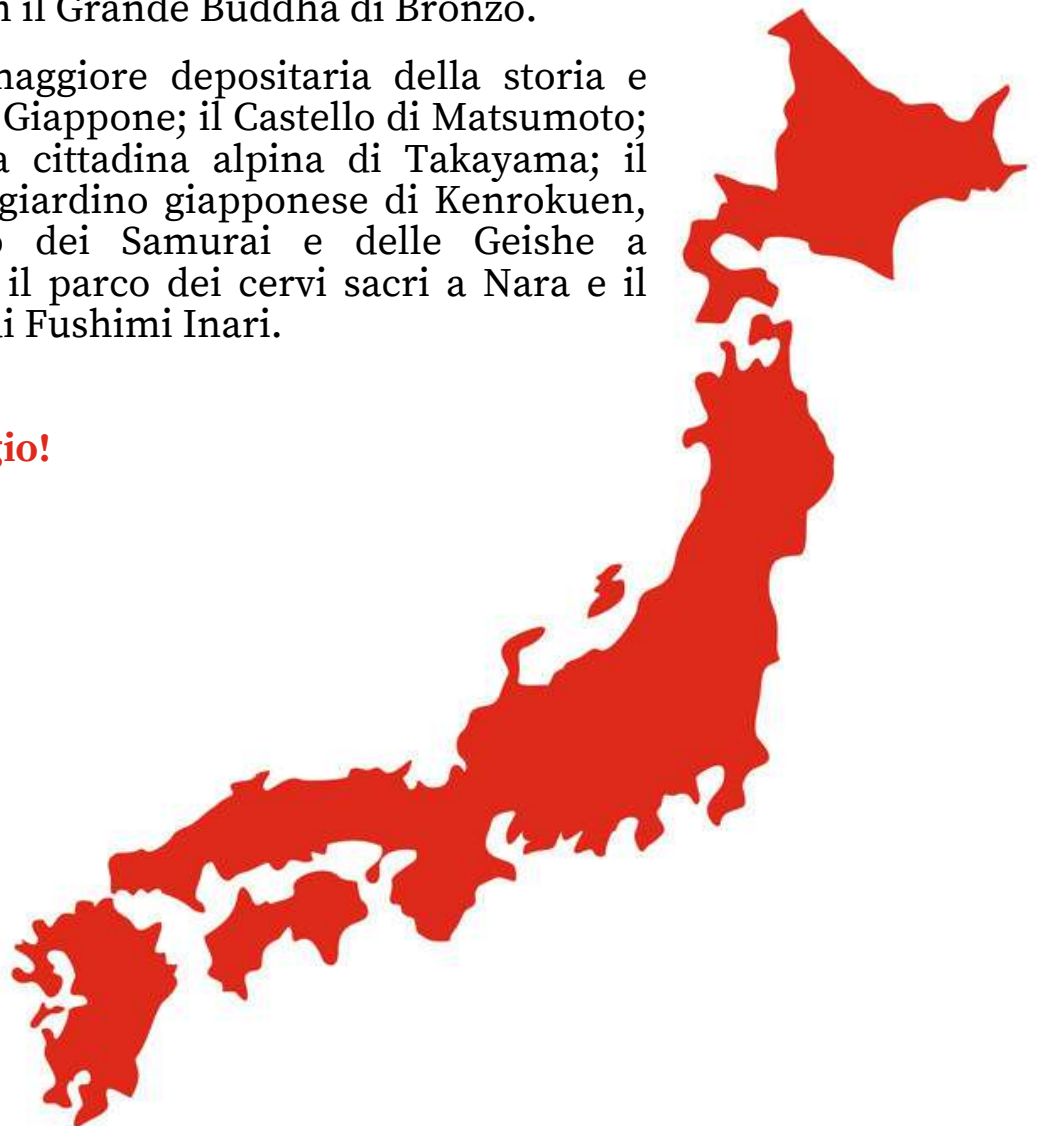 il Grande Buddha di Bronzo.
maggiore depositaria della storia e
Giappone; il Castello di Matsumoto;
cittadina alpina di Takayama; il
giardino giapponese di Kenrokuen,
dei Samurai e delle Geishe a
il parco dei cervi sacri a Nara e il
Fushimi Inari.
gio!